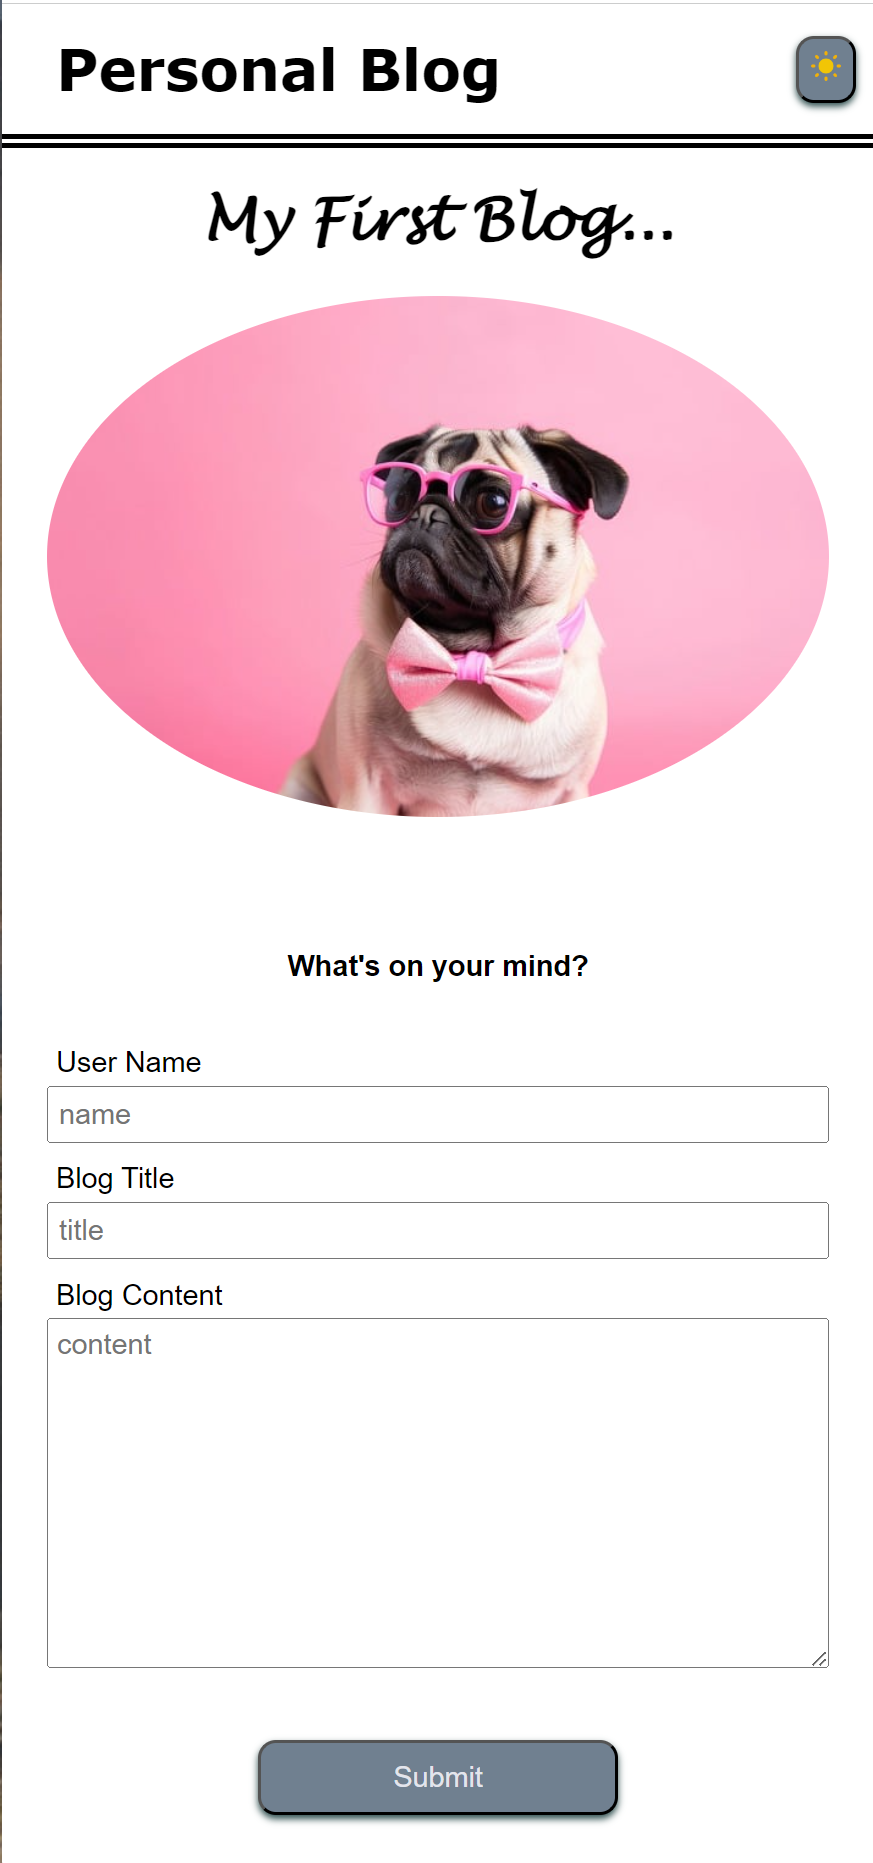 Personal Blog
My First Blog...
What's on your mind?
User Name
name
Blog Title
title
Blog Content
content
Submit